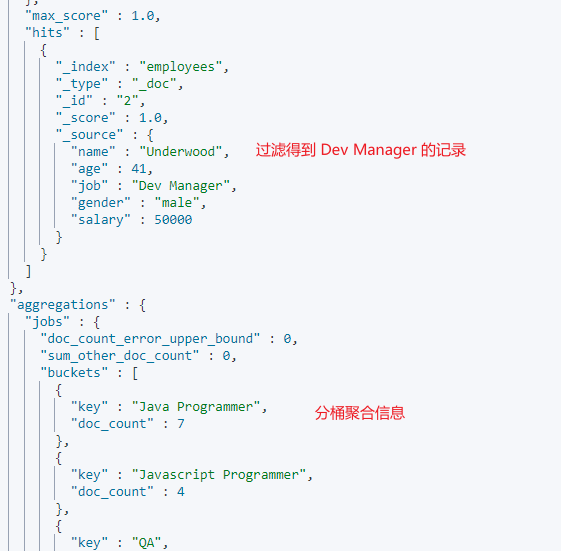 },
"max_score" : 1.0,
"hits" : [
{
"_index" : "employees",
"_type" : "_doc",
"_id" : "2",
"_score" : 1.0,
"_source" : {
"name" : "Underwood", 过滤得到 Dev Manager 的记录
"age" : 41,
"job" : "Dev Manager",
"gender" : "male",
"salary" : 50000
}
}
]
},
"aggregations" : {
"jobs" : {
"doc_count_error_upper_bound" : 0,
"sum_other_doc_count" : 0,
"buckets" : [
{
"key" : "Java Programmer", 分桶聚合信息
"doc_count" : 7
},
{
"key" : "Javascript Programmer",
"doc_count" : 4
},
{
"key" : "QA",